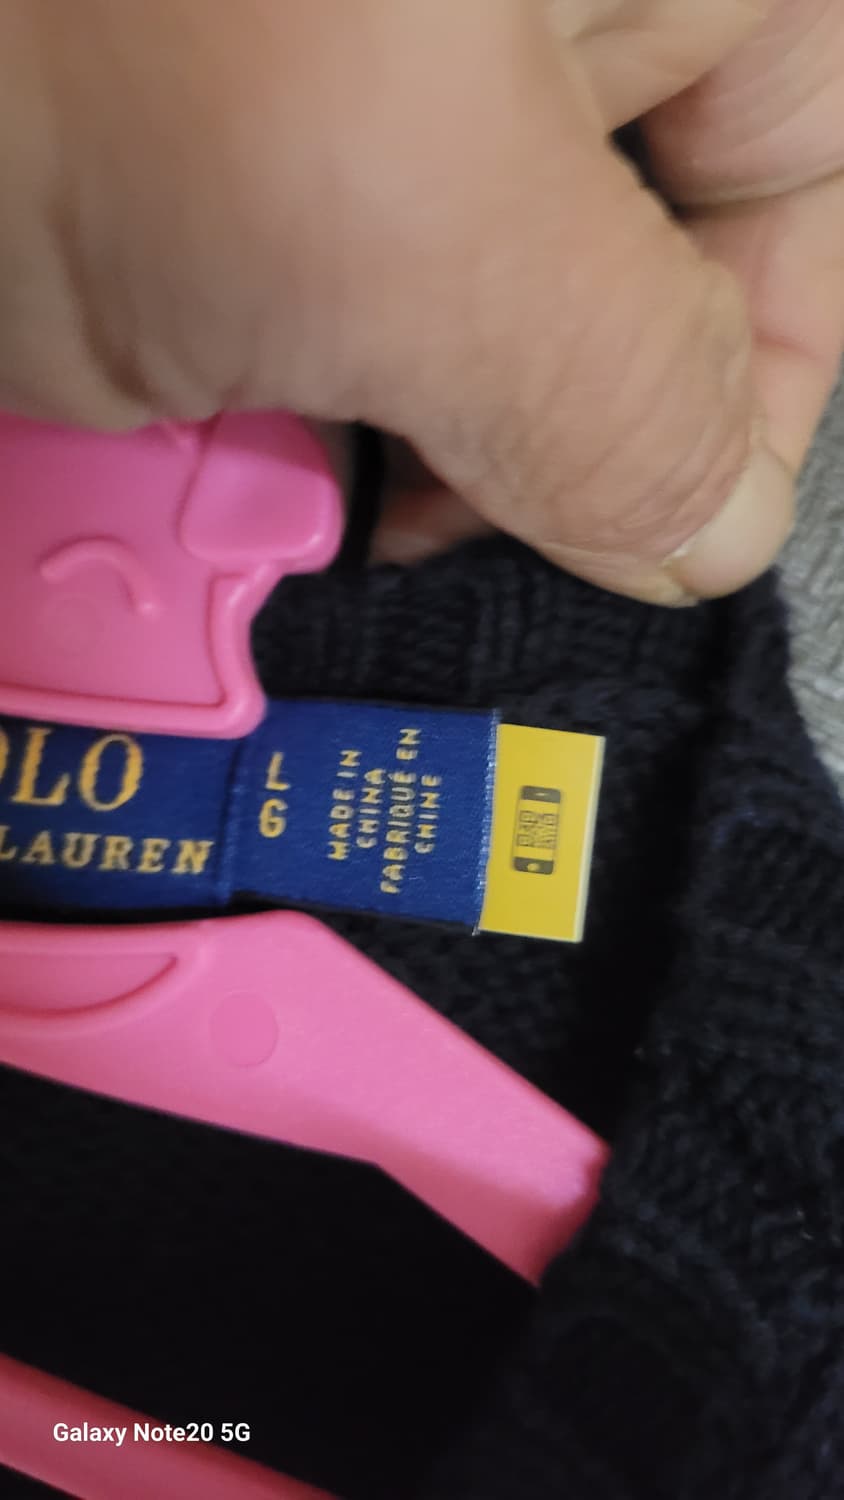 OLO
LAUREN
L
G
MADE IN
CHINA
FABRIQUÉ EN
CHINE
Galaxy Note20 5G